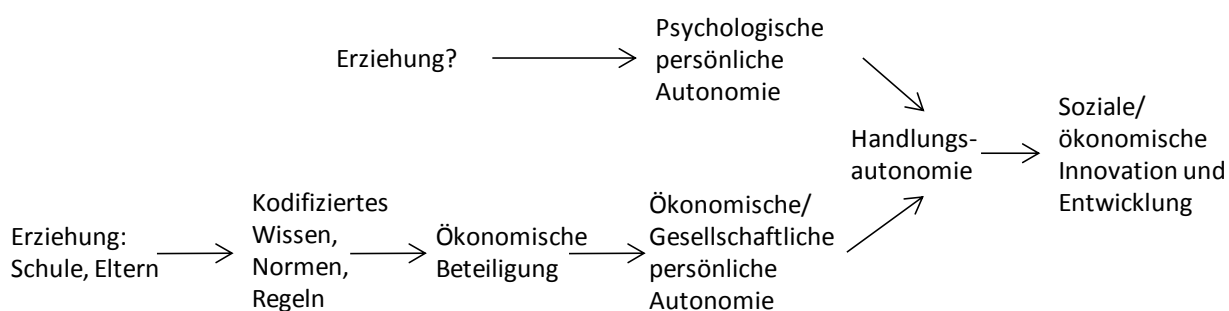 Erziehung?
Psychologische
persönliche
Autonomie
Handlungs-
autonomie
Soziale/
ökonomische
Innovation und
Entwicklung
Erziehung:
Schule, Eltern
Kodifiziertes
Wissen,
Normen,
Regeln
Ökonomische
Beteiligung
Ökonomische/
Gesellschaftliche
persönliche
Autonomie